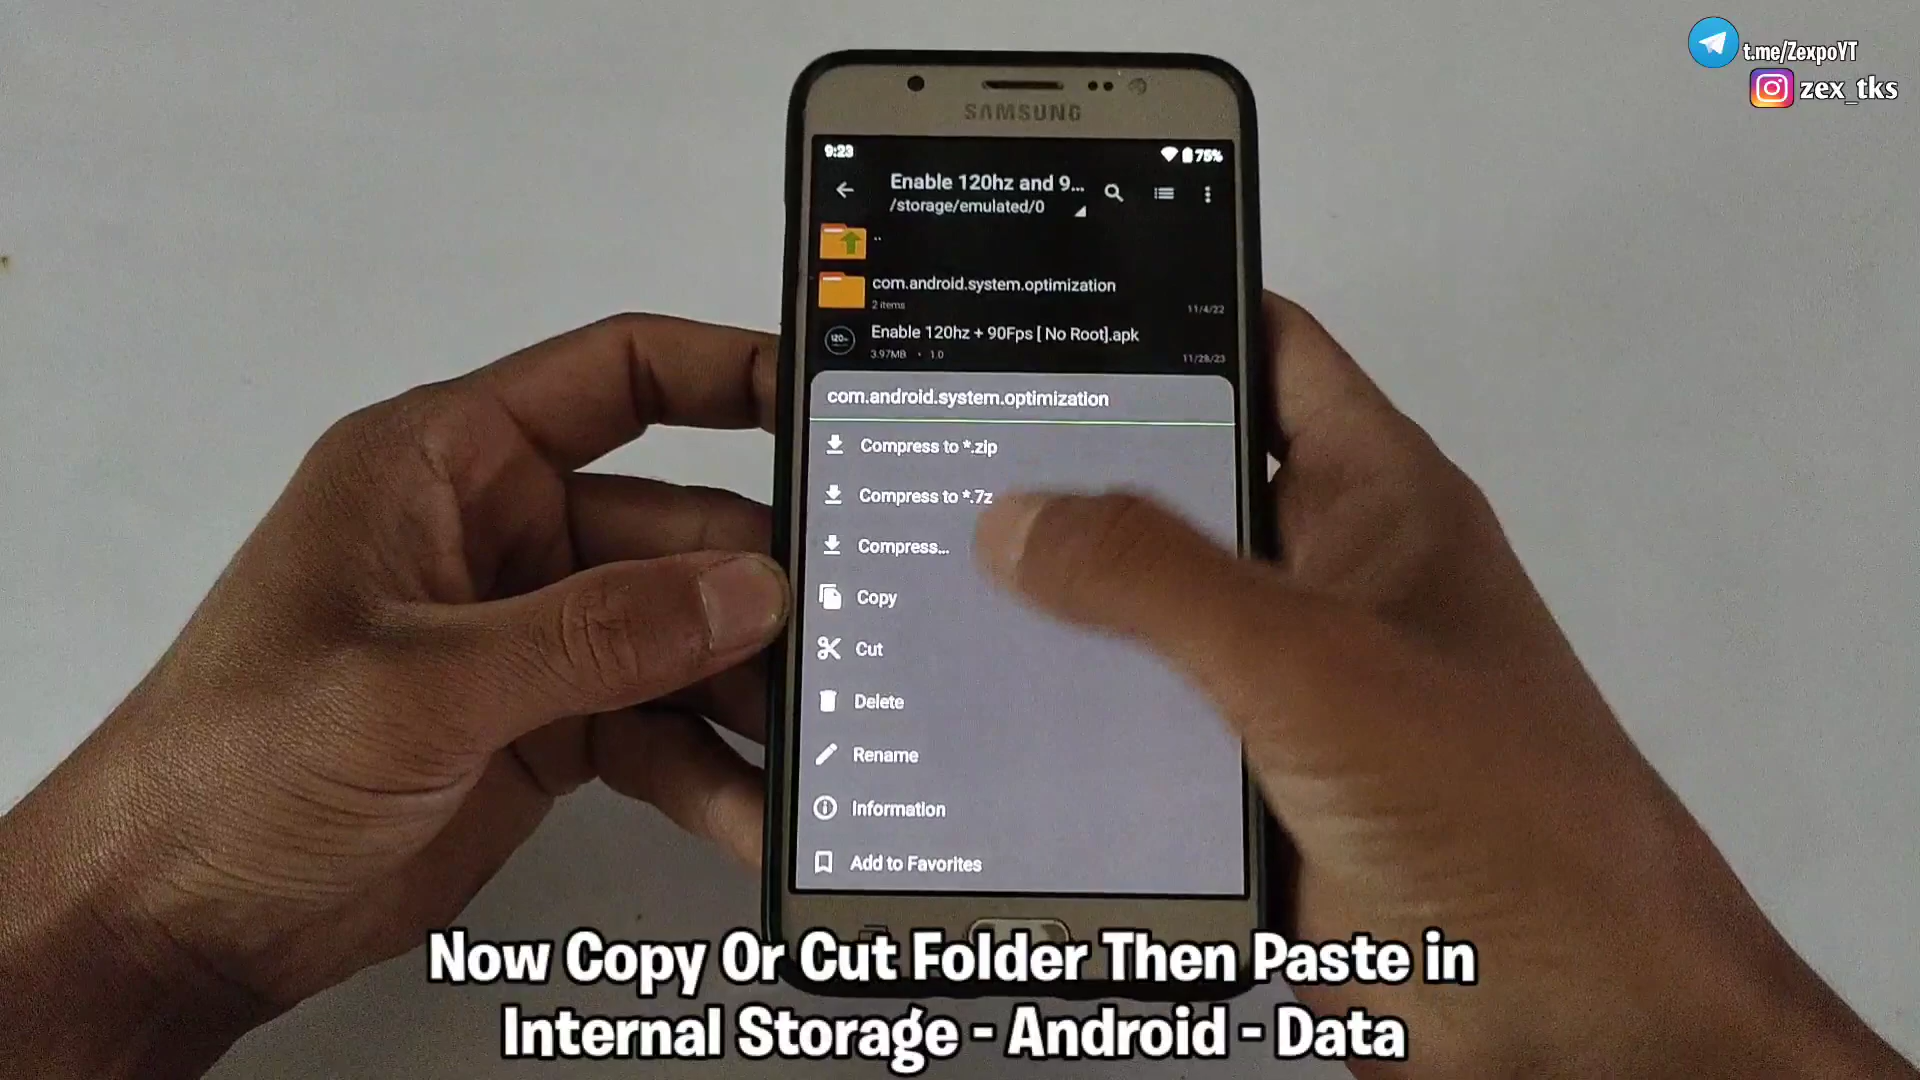 t.me/ZexpoYT
zex_tks
SAMSUNG
9:23
75%
Enable 120hz and 9...
/storage/emulated/0
..
com.android.system.optimization
2 items
11/4/22
120Hz
Enable 120hz + 90Fps [ No Root].apk
3.97MB • 1.0
11/28/23
com.android.system.optimization
Compress to *.zip
Compress to *.7z
Compress...
Copy
Cut
Delete
Rename
Information
Add to Favorites
Now Copy Or Cut Folder Then Paste in
Internal Storage - Android - Data